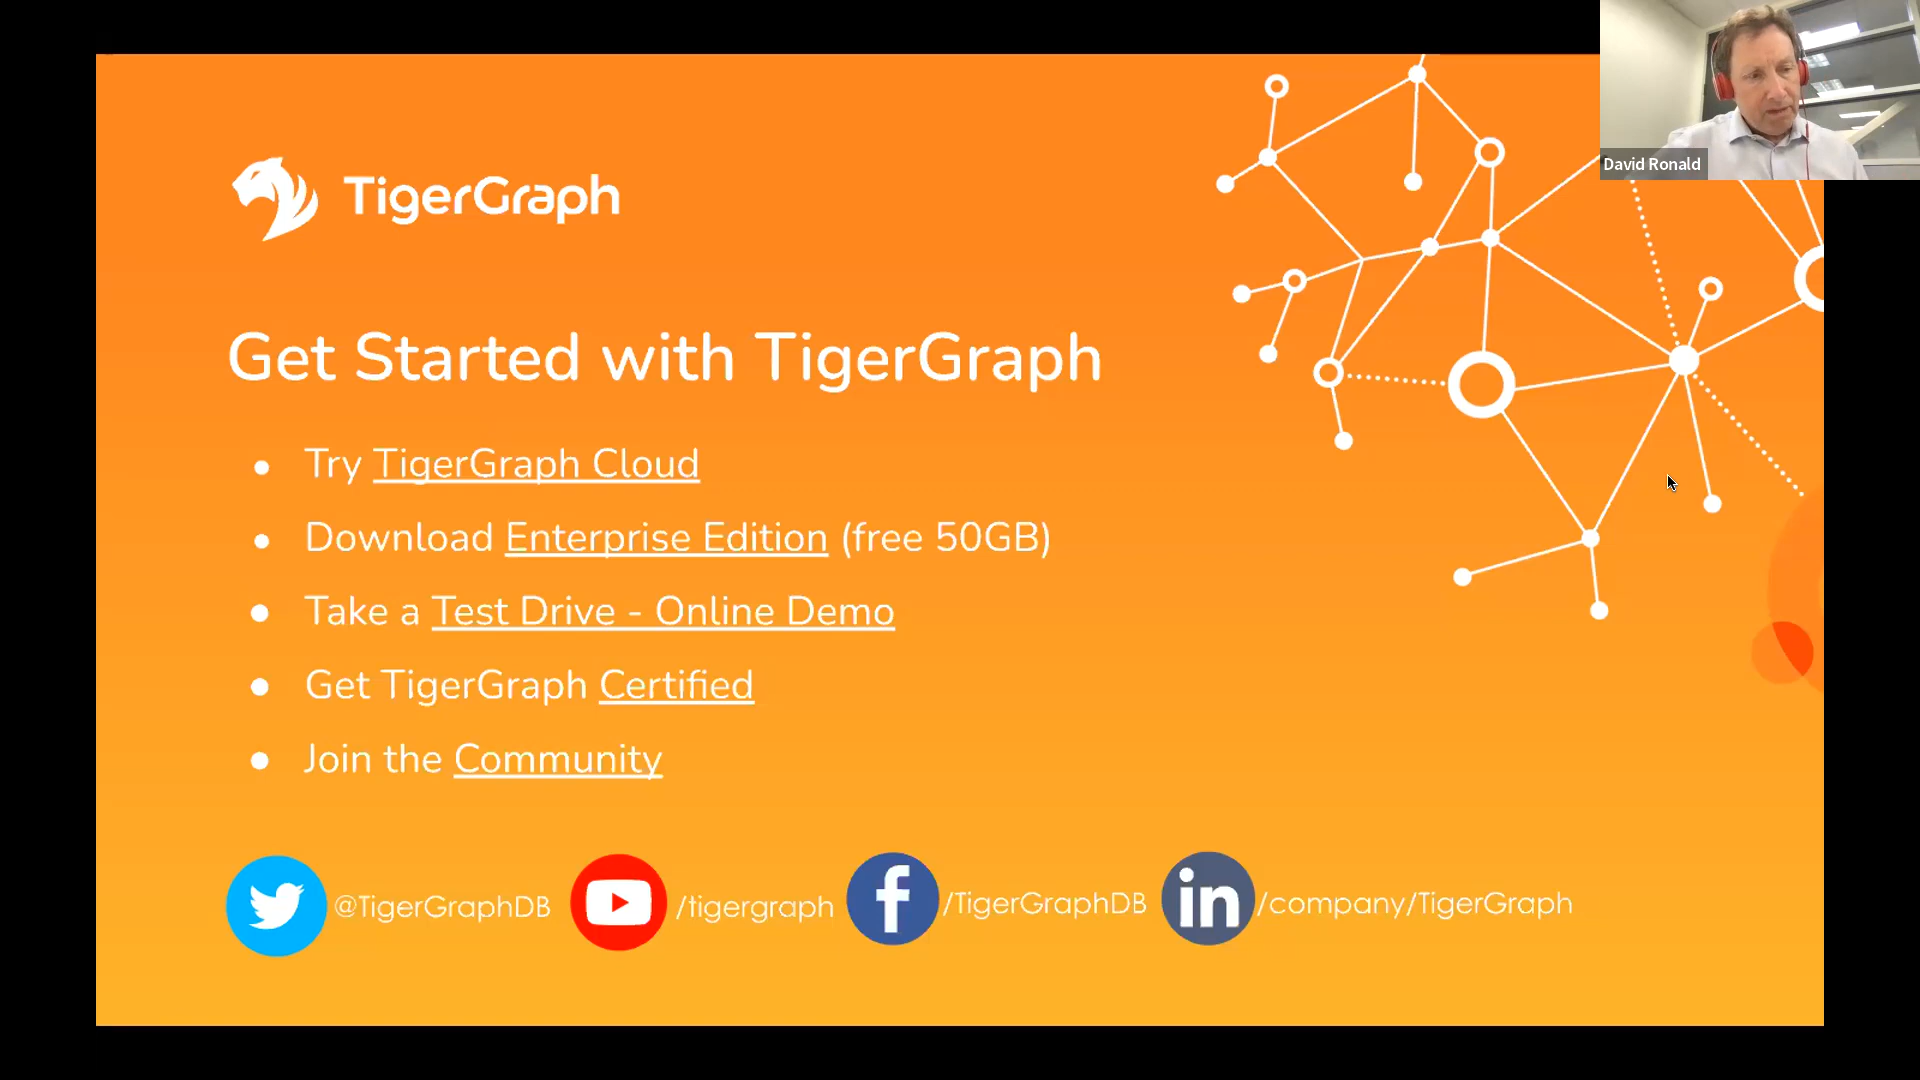 David Ronald
TigerGraph
Get Started with TigerGraph
● Try TigerGraph Cloud
● Download Enterprise Edition (free 50GB)
● Take a Test Drive - Online Demo
● Get TigerGraph Certified
● Join the Community
@TigerGraphDB /tigergraph /TigerGraphDB in /company/TigerGraph